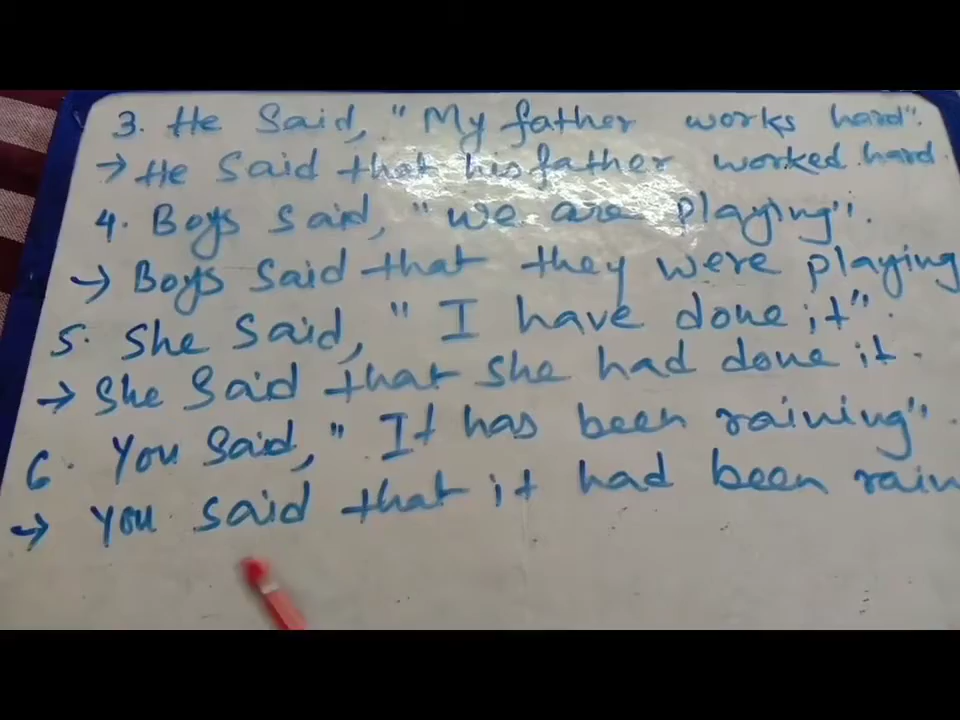 3. He Said, "My father works hard".
→ He Said that his father worked hard
4. Boys Said, "We are playing".
→ Boys Said that they were playing
5. She Said, "I have done it".
→ She Said that she had done it.
6. You Said, "It has been raining".
→ You said that it had been rain